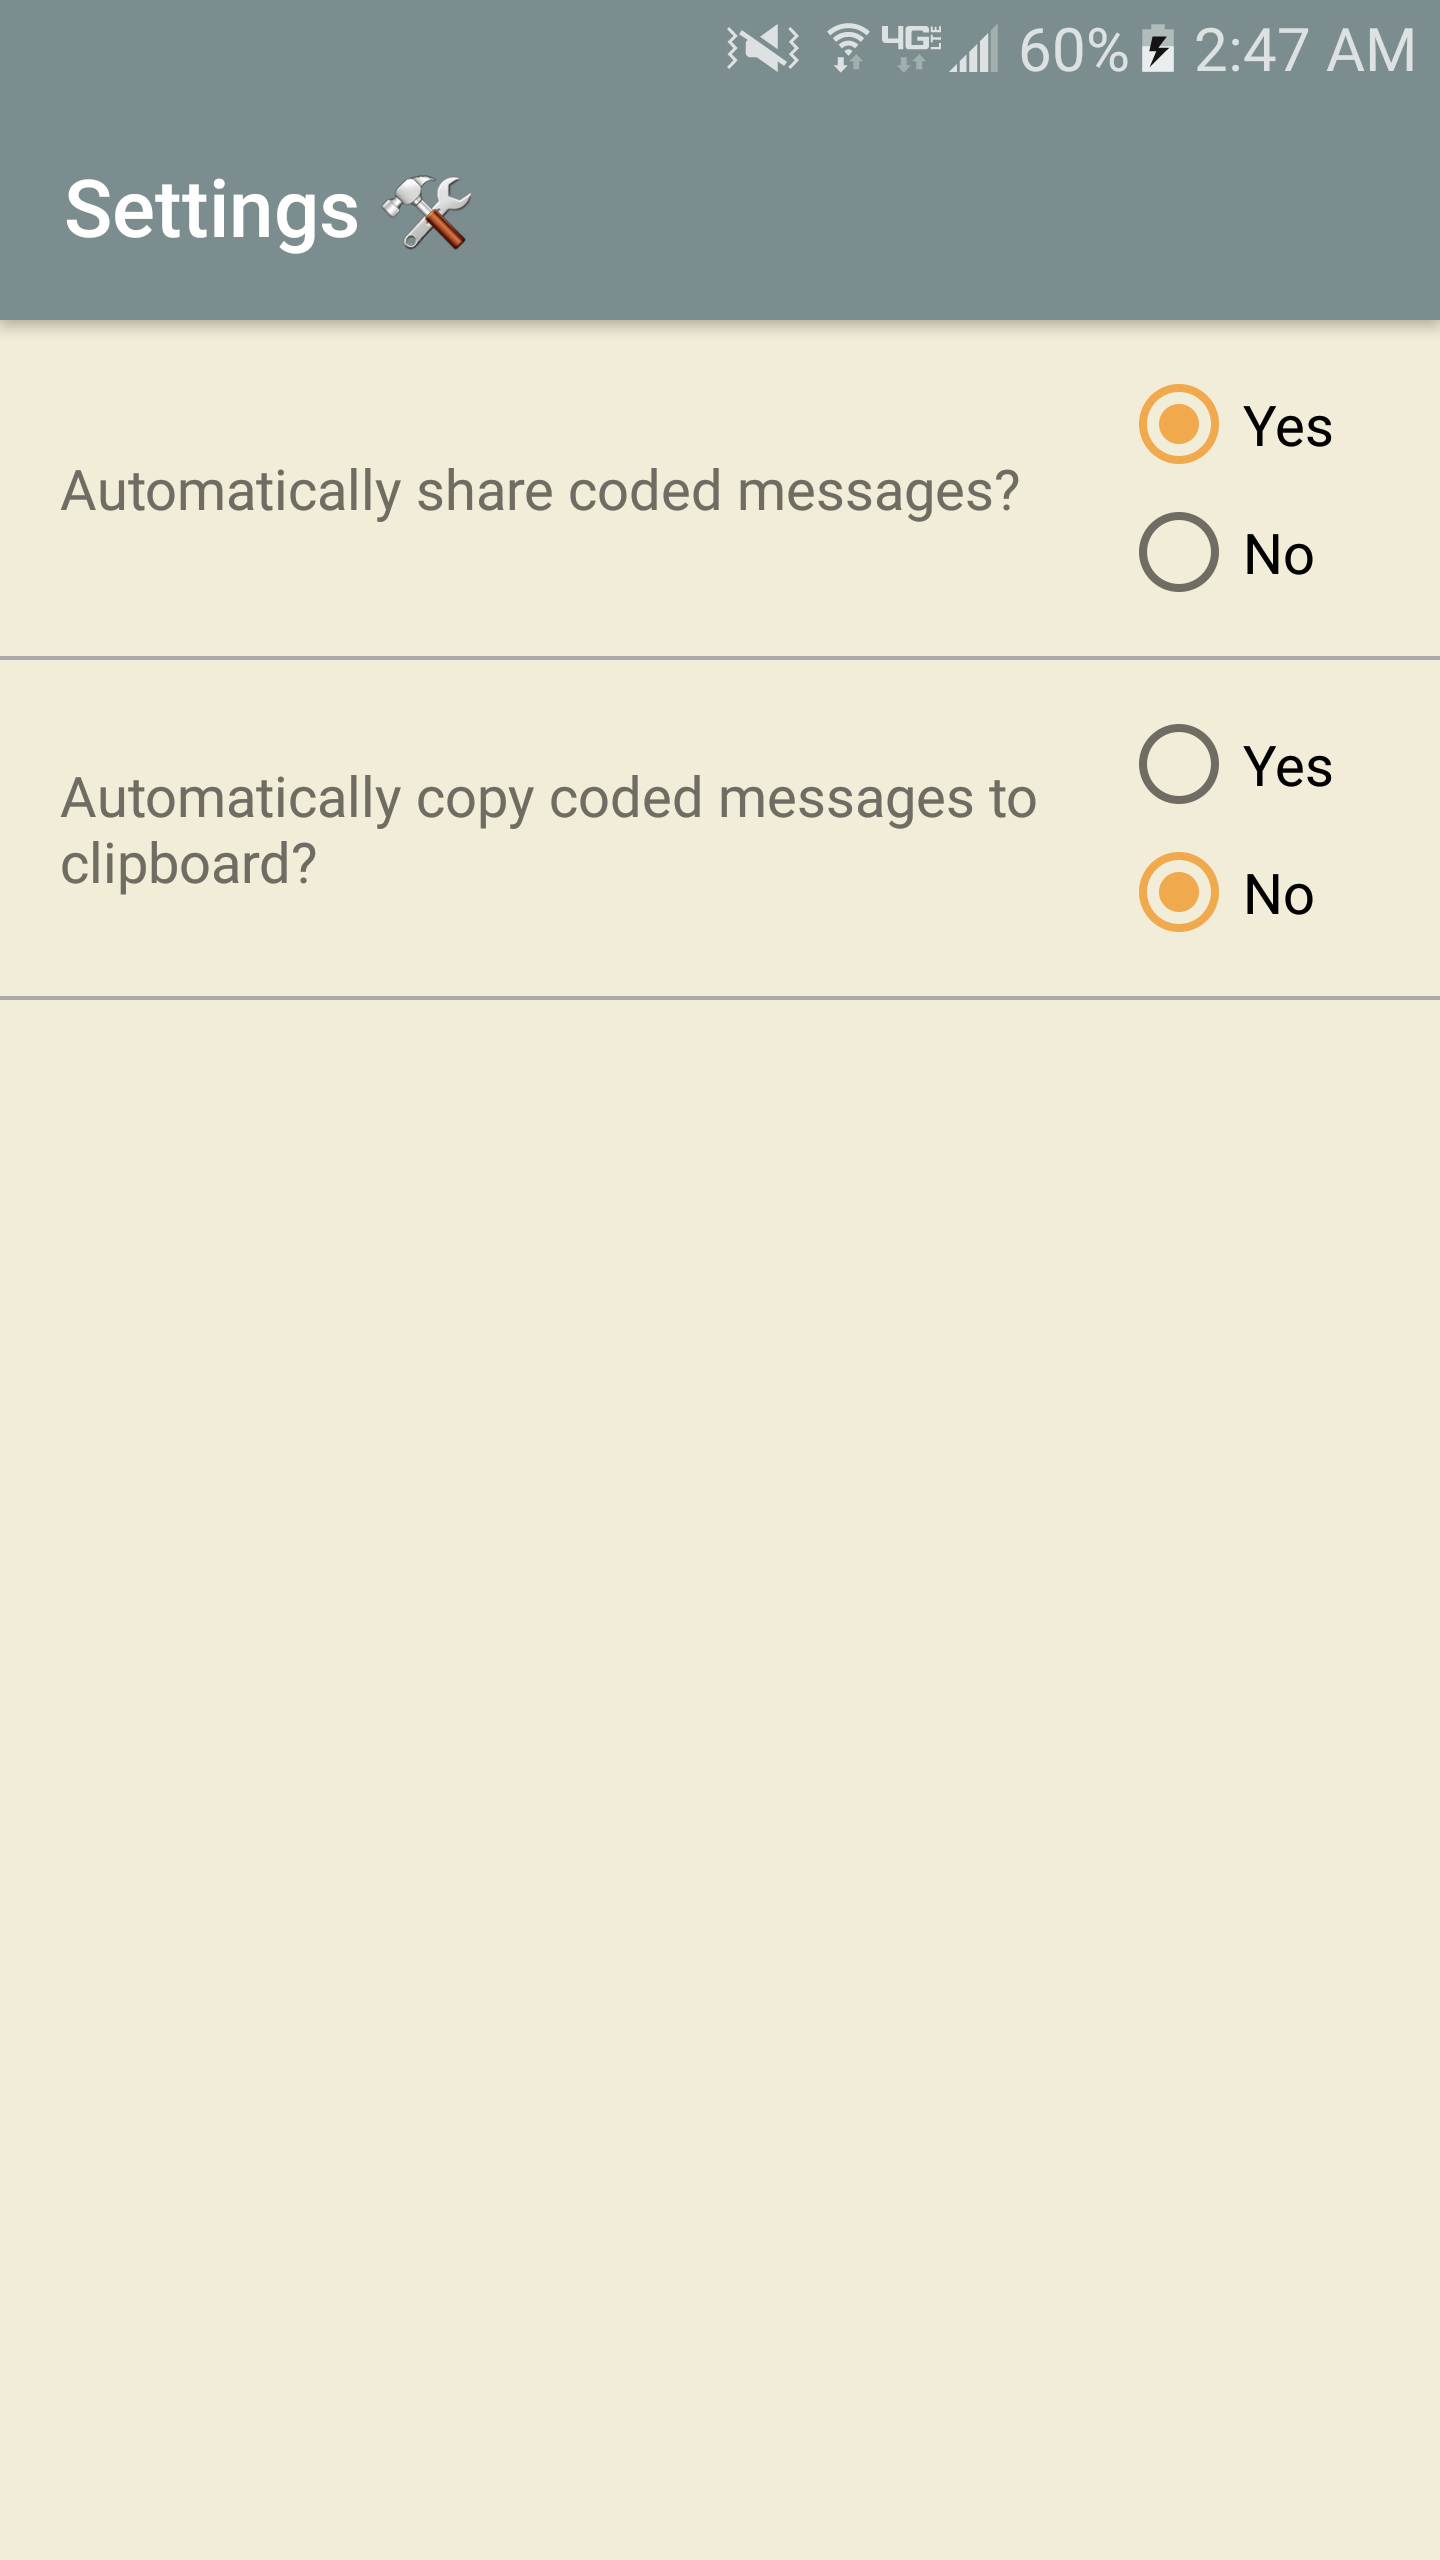 4G LTE 60% 2:47 AM
Settings
Yes
Automatically share coded messages?
No
Yes
Automatically copy coded messages to
clipboard?
No